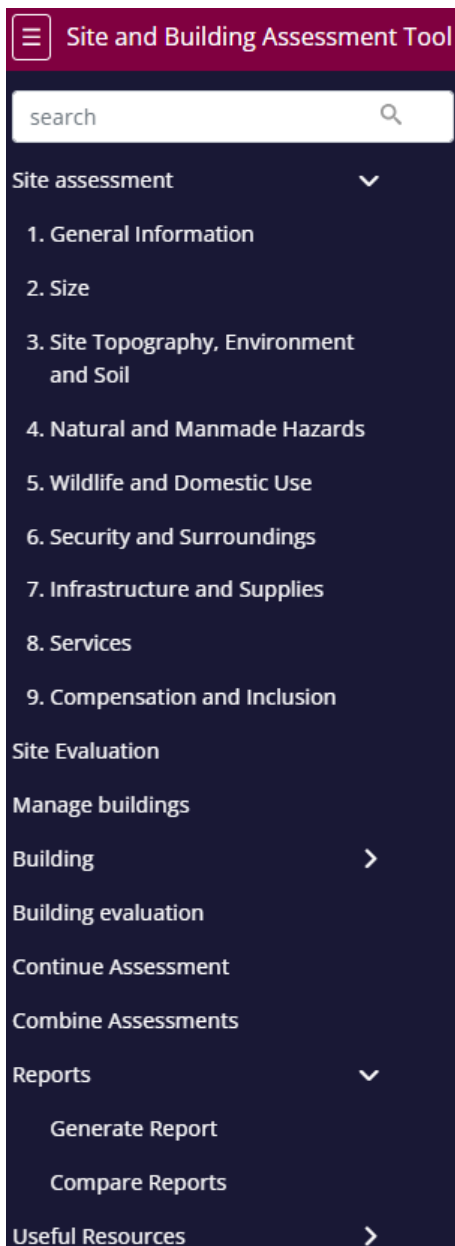 Site and Building Assessment Tool
search
Site assessment
1. General Information
2. Size
3. Site Topography, Environment
and Soil
4. Natural and Manmade Hazards
5. Wildlife and Domestic Use
6. Security and Surroundings
7. Infrastructure and Supplies
8. Services
9. Compensation and Inclusion
Site Evaluation
Manage buildings
Building
Building evaluation
Continue Assessment
Combine Assessments
Reports
Generate Report
Compare Reports
Useful Resources